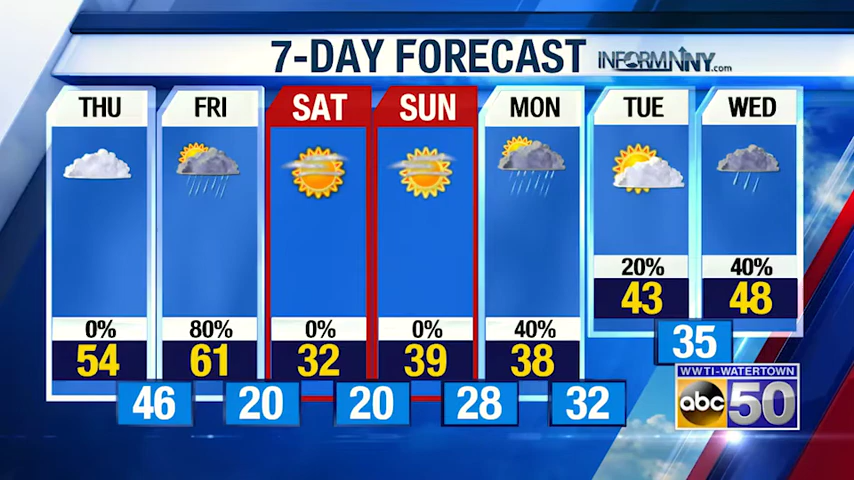 7-DAY FORECAST INFORMNNY.com
THU FRI SAT SUN MON TUE WED
20% 40%
43 48
0% 80% 0% 0% 40%
54 61 32 39 38
35
46 20 20 28 32
WWTI-WATERTOWN
abc 50